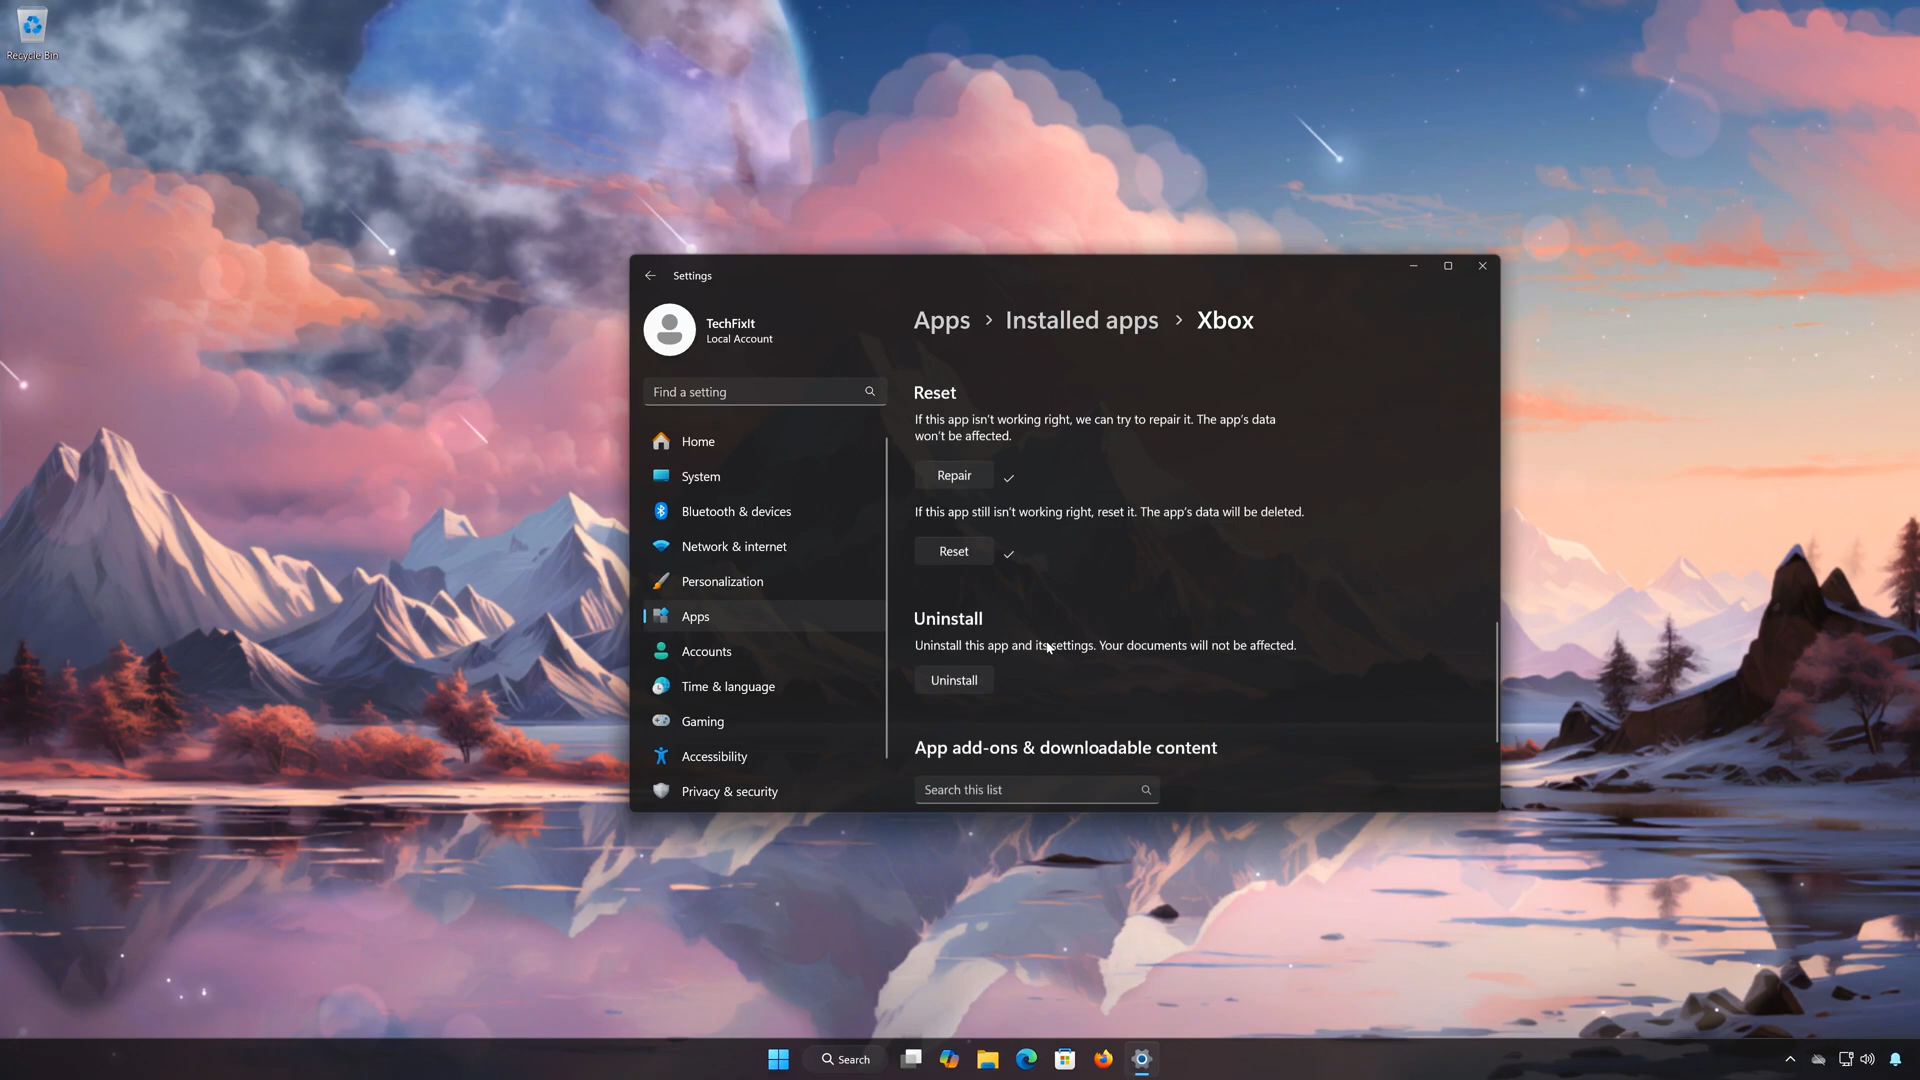 Recycle Bin
Settings
TechFixIt
Local Account
Find a setting
Home
System
Bluetooth & devices
Network & internet
Personalization
Apps
Accounts
Time & language
Gaming
Accessibility
Privacy & security
Apps > Installed apps > Xbox
Reset
If this app isn't working right, we can try to repair it. The app's data
won't be affected.
Repair
If this app still isn't working right, reset it. The app's data will be deleted.
Reset
Uninstall
Uninstall this app and its settings. Your documents will not be affected.
Uninstall
App add-ons & downloadable content
Search this list
Search